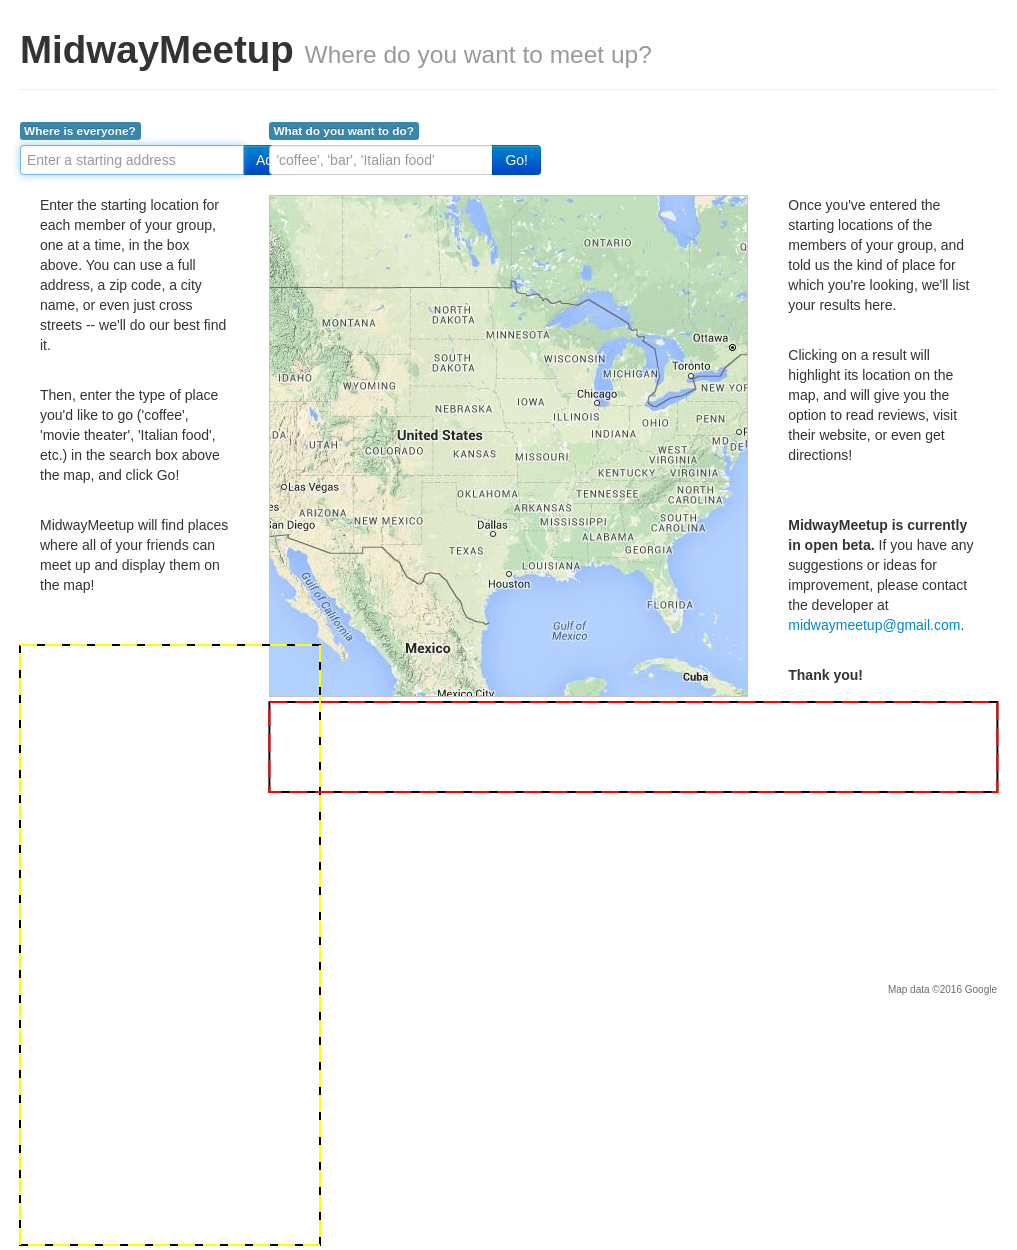 MidwayMeetup Where do you want to meet up?
Where is everyone?
What do you want to do?
Enter a starting address
'coffee', 'bar', 'Italian food'
Go!
Enter the starting location for
each member of your group,
one at a time, in the box
above. You can use a full
address, a zip code, a city
name, or even just cross
streets -- we'll do our best find
it.
Then, enter the type of place
you'd like to go ('coffee',
'movie theater', 'Italian food',
etc.) in the search box above
the map, and click Go!
MidwayMeetup will find places
where all of your friends can
meet up and display them on
the map!
ONTARIO
MONTANA
NORTH
DAKOTA
MINNESOTA
Ottawa
SOUTH
DAKOTA
WISCONSIN
MICHIGAN
Toronto
IDAHO
WYOMING
NEW YOR
Chicago
IOWA
NEBRASKA
ILLINOIS
OHIO
PENN
United States
INDIANA
MD
DE
UTAH
COLORADO
KANSAS
MISSOURI
WEST
VIRGINIA
KENTUCKY
VIRGINIA
Las Vegas
OKLAHOMA
TENNESSEE
NORTH
CAROLINA
ARIZONA
NEW MEXICO
ARKANSAS
San Diego
Dallas
MISSISSIPPI
SOUTH
CAROLINA
ALABAMA
TEXAS
GEORGIA
LOUISIANA
Houston
Gulf of California
FLORIDA
Gulf of
Mexico
Mexico
Cuba
Mexico City
Once you've entered the
starting locations of the
members of your group, and
told us the kind of place for
which you're looking, we'll list
your results here.
Clicking on a result will
highlight its location on the
map, and will give you the
option to read reviews, visit
their website, or even get
directions!
MidwayMeetup is currently
in open beta. If you have any
suggestions or ideas for
improvement, please contact
the developer at
midwaymeetup@gmail.com.
Thank you!
Map data ©2016 Google